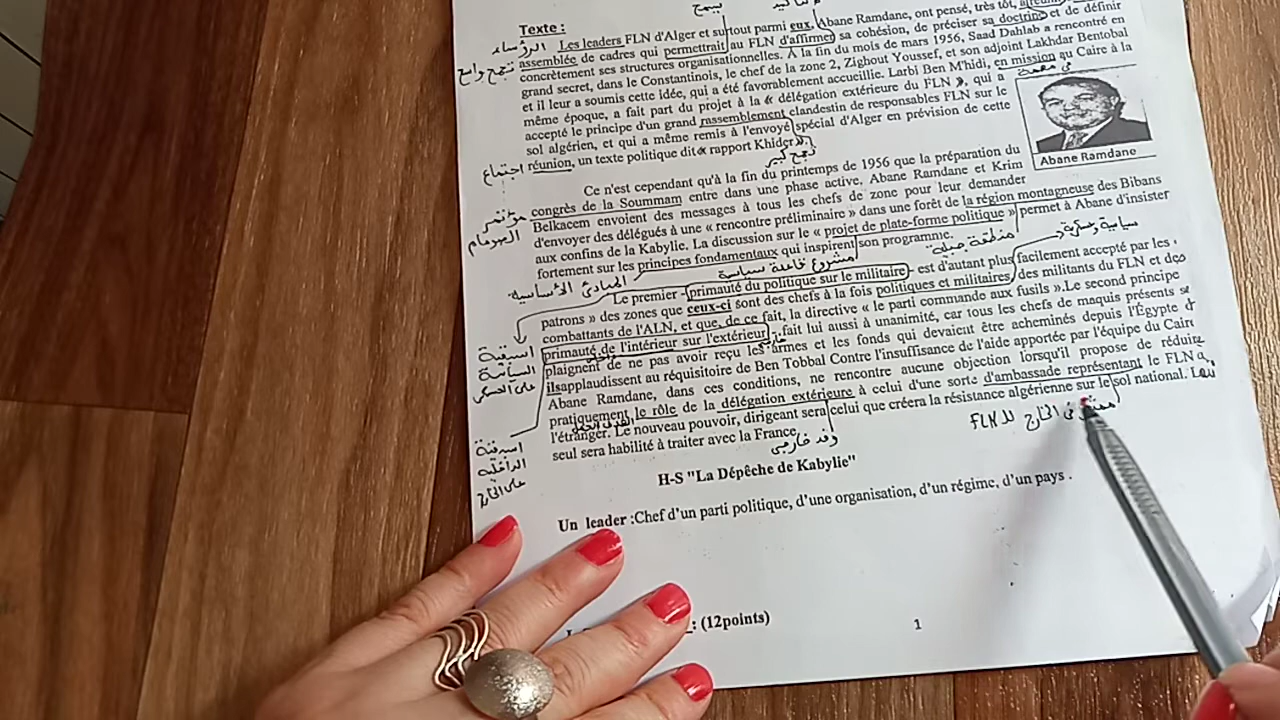 يبمح
Texte :
Les leaders FLN d'Alger et surtout parmi eux, Abane Ramdane, ont pensé, très tôt,
الرؤساء
assemblée de cadres qui permettrait au FLN d'affirmer sa cohésion, de préciser sa doctrine et de définir
تجمع واسع
concrètement ses structures organisationnelles. À la fin du mois de mars 1956, Saad Dahlab a rencontré en
grand secret, dans le Constantinois, le chef de la zone 2, Zighout Youssef, et son adjoint Lakhdar Bentobal
et il leur a soumis cette idée, qui a été favorablement accueillie. Larbi Ben M'hidi, en mission au Caire à la
même époque, a fait part du projet à la « délégation extérieure du FLN », qui a
في مهمة
accepté le principe d'un grand rassemblement clandestin de responsables FLN sur le
sol algérien, et qui a même remis à l'envoyé spécial d'Alger en prévision de cette
réunion, un texte politique dit « rapport Khider ».
اجتماع
تجمع كبير
Abane Ramdane
Ce n'est cependant qu'à la fin du printemps de 1956 que la préparation du
congrès de la Soummam entre dans une phase active. Abane Ramdane et Krim
مؤتمر
الصومام
Belkacem envoient des messages à tous les chefs de zone pour leur demander
d'envoyer des délégués à une « rencontre préliminaire » dans une forêt de la région montagneuse des Bibans
aux confins de la Kabylie. La discussion sur le « projet de plate-forme politique » permet à Abane d'insister
fortement sur les principes fondamentaux qui inspirent son programme.
منطقة جبلية
سياسية وعسكرية
المبادئ الأساسية
مشروع قاعدة سياسية
Le premier - primauté du politique sur le militaire - est d'autant plus facilement accepté par les
patrons » des zones que ceux-ci sont des chefs à la fois politiques et militaires des militants du FLN et des
combattants de l'ALN, et que, de ce fait, la directive « le parti commande aux fusils ».Le second principe
primauté de l'intérieur sur l'extérieur - fait lui aussi à unanimité, car tous les chefs de maquis présents se
أسبقية
السياسة
على العسكري
plaignent de ne pas avoir reçu les armes et les fonds qui devaient être acheminés depuis l'Égypte
ilsapplaudissent au réquisitoire de Ben Tobbal Contre l'insuffisance de l'aide apportée par l'équipe du Caire
Abane Ramdane, dans ces conditions, ne rencontre aucune objection lorsqu'il propose de réduire
pratiquement le rôle de la délégation extérieure à celui d'une sorte d'ambassade représentant le FLN à
l'étranger. Le nouveau pouvoir, dirigeant sera celui que créera la résistance algérienne sur le sol national. Lui
seul sera habilité à traiter avec la France
وفد خارجي
في الخارج لل FLN
أسبقية
الداخلية
على الخارج
H-S "La Dépêche de Kabylie"
Un leader :Chef d'un parti politique, d'une organisation, d'un régime, d'un pays .
: (12points)
1